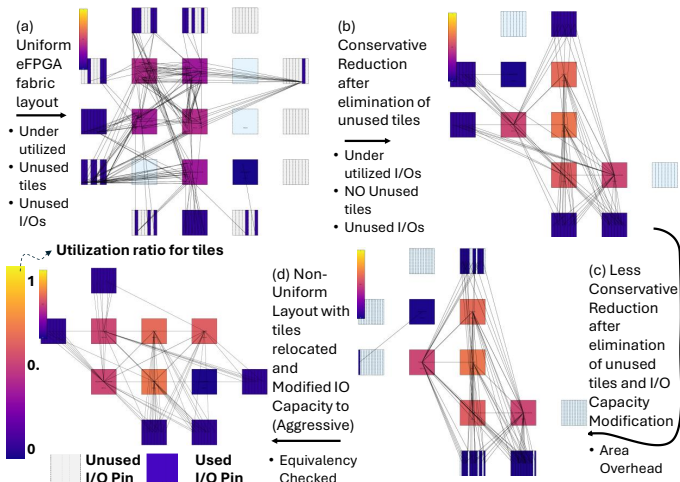 (a)
Uniform
eFPGA
fabric
layout
• Under
utilized
• Unused
tiles
• Unused
I/Os
(b)
Conservative
Reduction
after
elimination of
unused tiles
• Under
utilized I/Os
• NO Unused
tiles
• Unused I/Os
(c) Less
Conservative
Reduction
after
elimination
of unused
tiles and I/O
Capacity
Modification
• Area
Overhead
(d) Non-
Uniform
Layout with
tiles
relocated
and
Modified IO
Capacity to
(Aggressive)
• Equivalency
Checked
Utilization ratio for tiles
1
0.
0
Unused
I/O Pin
Used
I/O Pin